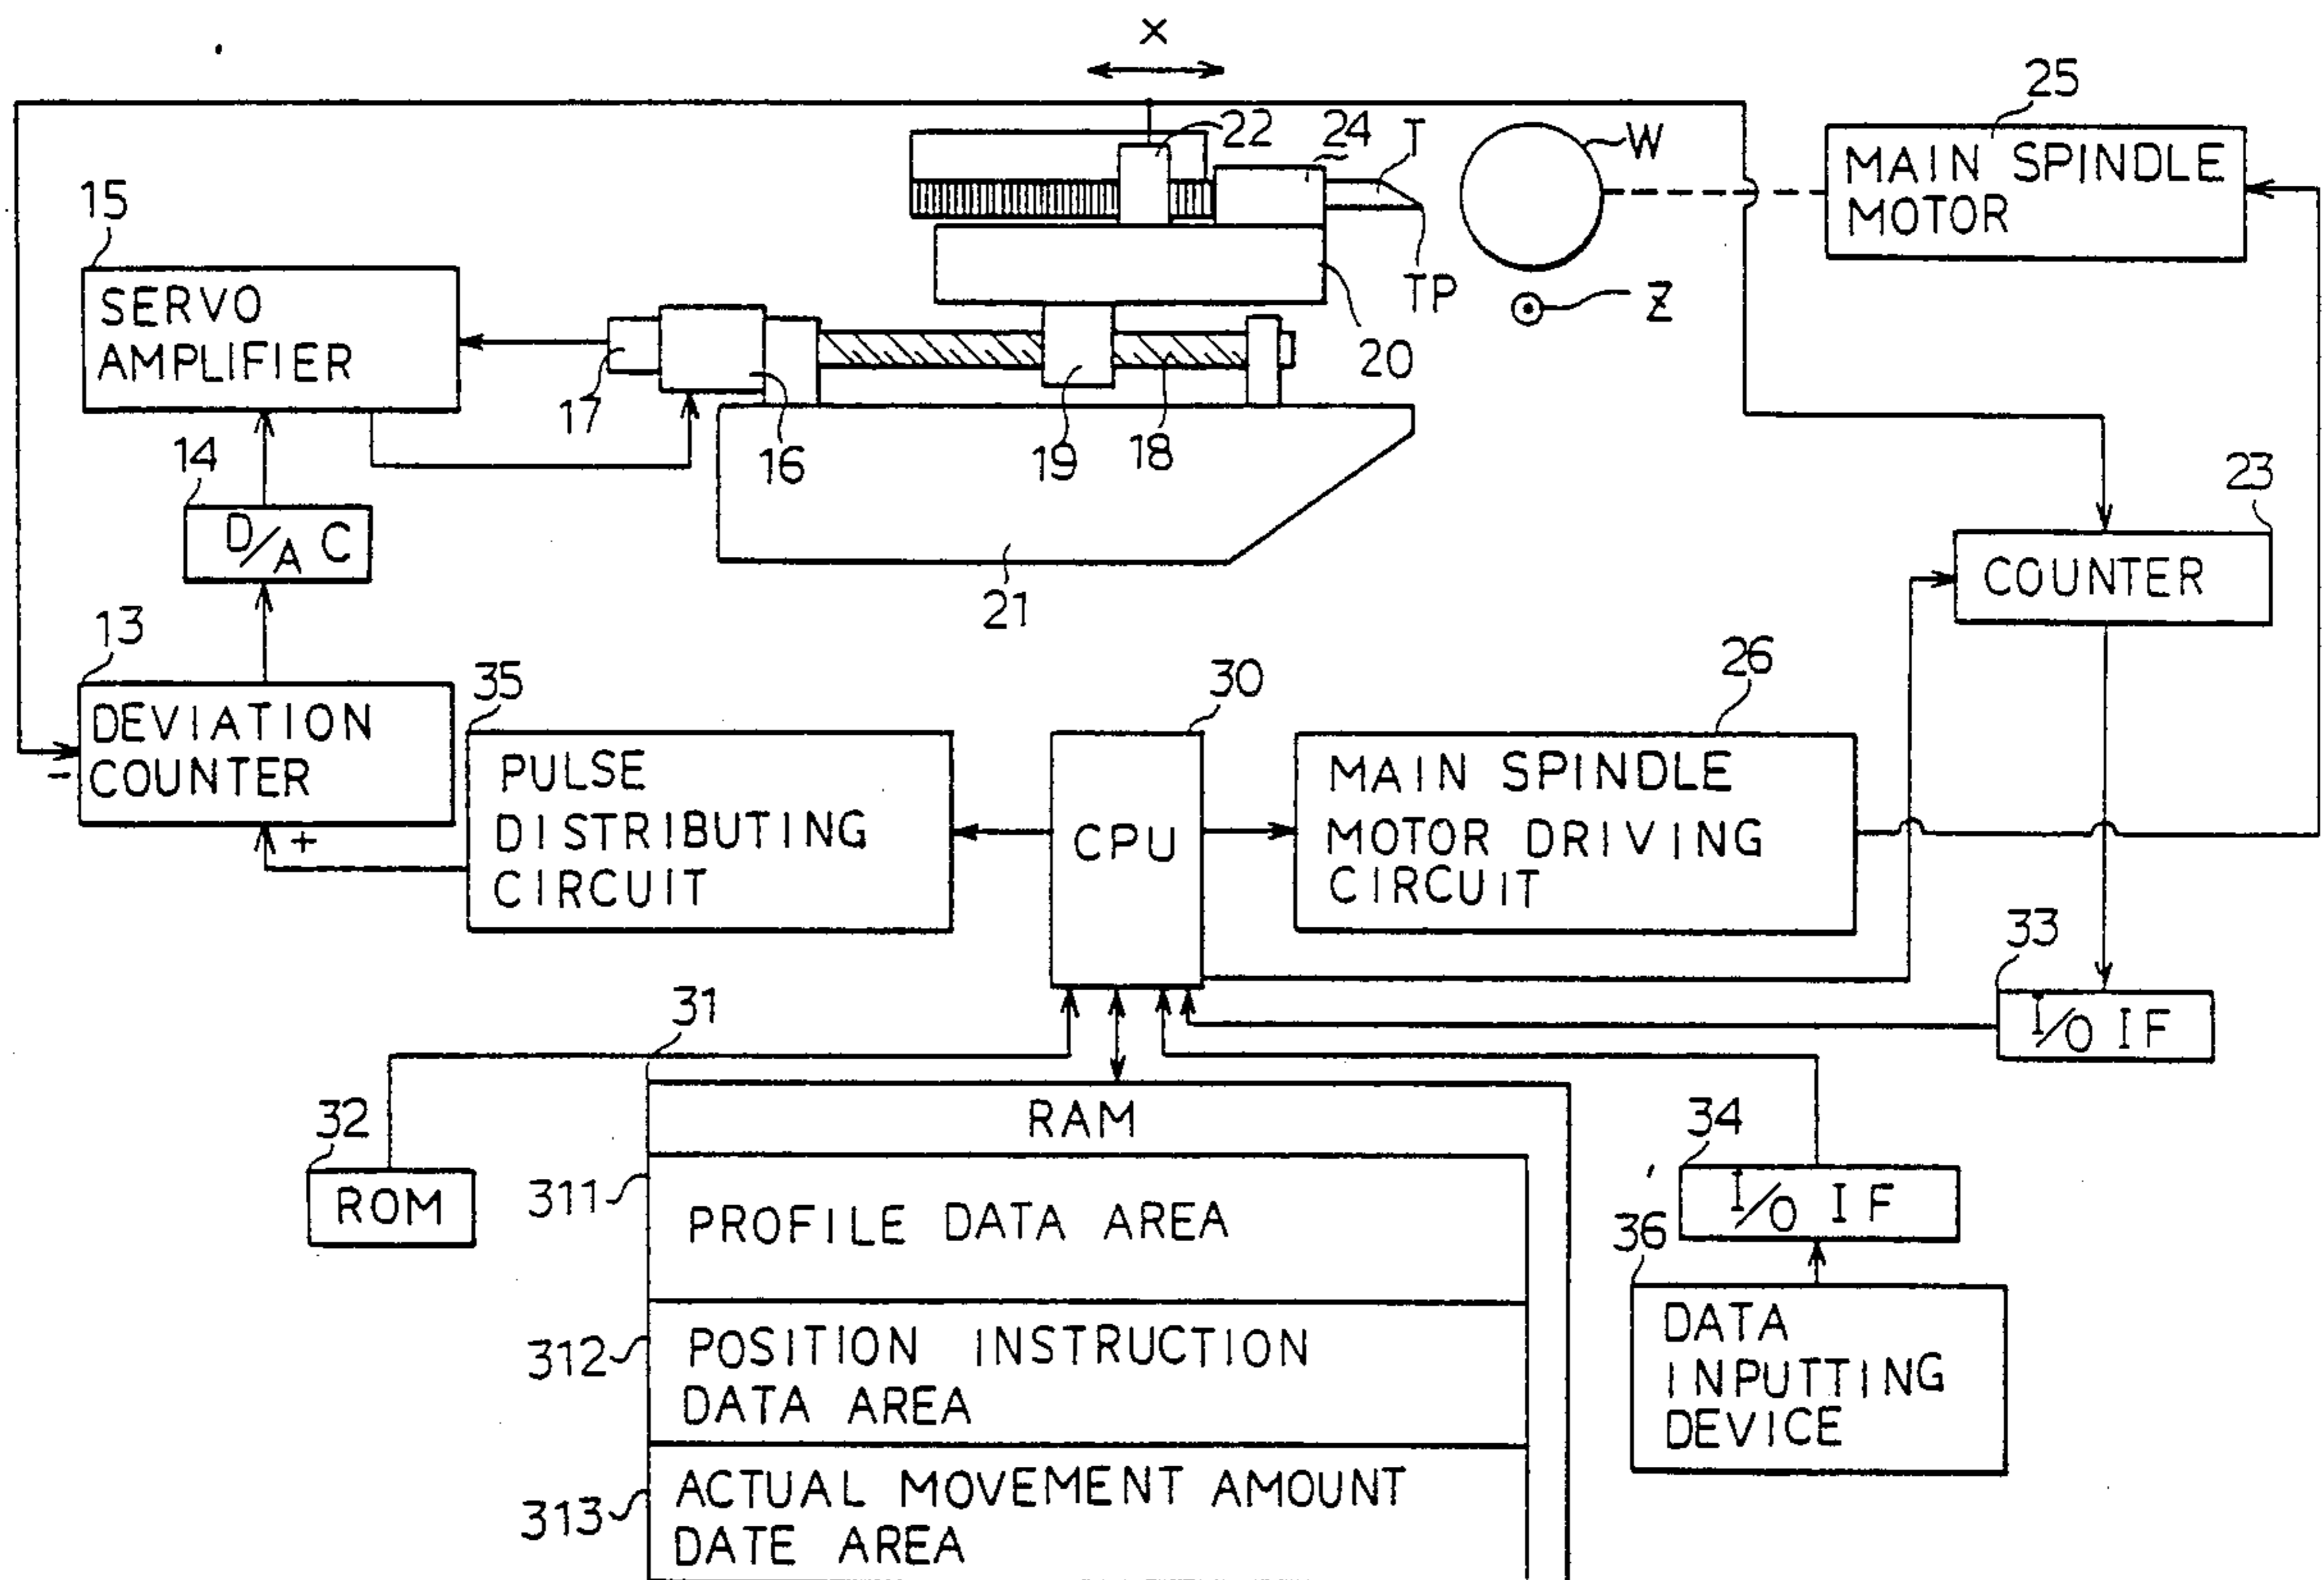 X
22
24
T
W
25
MAIN SPINDLE
MOTOR
15
SERVO
AMPLIFIER
TP
Z
20
17
16
19
18
14
D/A C
21
23
COUNTER
13
DEVIATION
COUNTER
-
+
35
PULSE
DISTRIBUTING
CIRCUIT
30
CPU
26
MAIN SPINDLE
MOTOR DRIVING
CIRCUIT
33
I/O IF
31
RAM
32
ROM
311
PROFILE DATA AREA
34
I/O IF
36
DATA
INPUTTING
DEVICE
312
POSITION INSTRUCTION
DATA AREA
313
ACTUAL MOVEMENT AMOUNT
DATE AREA